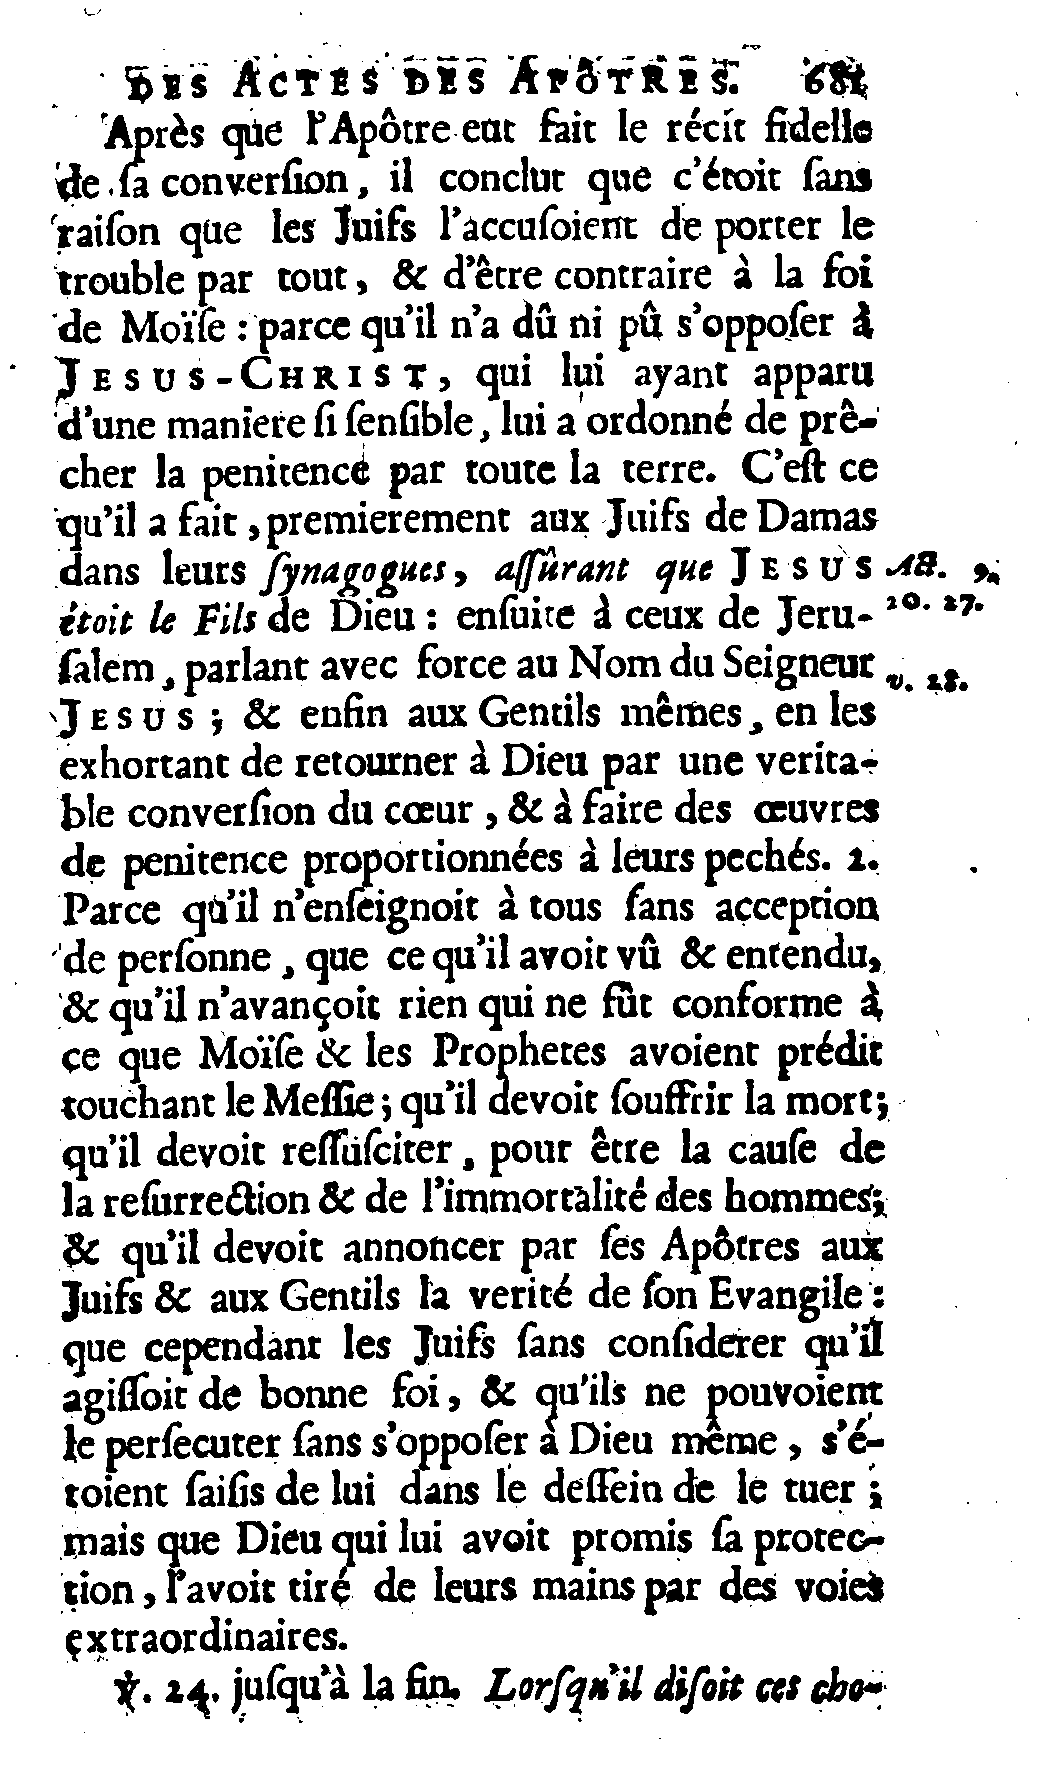 DES ACTES DES APÔTRES. 681
Après que l'Apôtre eut fait le récit fidelle
de sa conversion, il conclut que c'étoit sans
raison que les Juifs l'accusoient de porter le
trouble par tout, & d'être contraire à la foi
de Moïse : parce qu'il n'a dû ni pû s'opposer à
JESUS-CHRIST, qui lui ayant apparu
d'une maniere si sensible, lui a ordonné de prê-
cher la penitence par toute la terre. C'est ce
qu'il a fait, premierement aux Juifs de Damas
dans leurs synagogues, assûrant que JESUS
étoit le Fils de Dieu : ensuite à ceux de Jeru-
salem, parlant avec force au Nom du Seigneur
JESUS ; & enfin aux Gentils mêmes, en les
exhortant de retourner à Dieu par une verita-
ble conversion du cœur, & à faire des œuvres
de penitence proportionnées à leurs pechés. 2.
Parce qu'il n'enseignoit à tous sans acception
de personne, que ce qu'il avoit vû & entendu,
& qu'il n'avançoit rien qui ne fût conforme à
ce que Moïse & les Prophetes avoient prédit
touchant le Messie ; qu'il devoit souffrir la mort ;
qu'il devoit ressusciter, pour être la cause de
la resurrection & de l'immortalité des hommes ;
& qu'il devoit annoncer par ses Apôtres aux
Juifs & aux Gentils la verité de son Evangile :
que cependant les Juifs sans considerer qu'il
agissoit de bonne foi, & qu'ils ne pouvoient
le persecuter sans s'opposer à Dieu même, s'é-
toient saisis de lui dans le dessein de le tuer ;
mais que Dieu qui lui avoit promis sa protec-
tion, l'avoit tiré de leurs mains par des voies
extraordinaires.
℣. 24. jusqu'à la fin. Lorsqu'il disoit ces cho-
AB. 9.
20. 27.
v. 28.